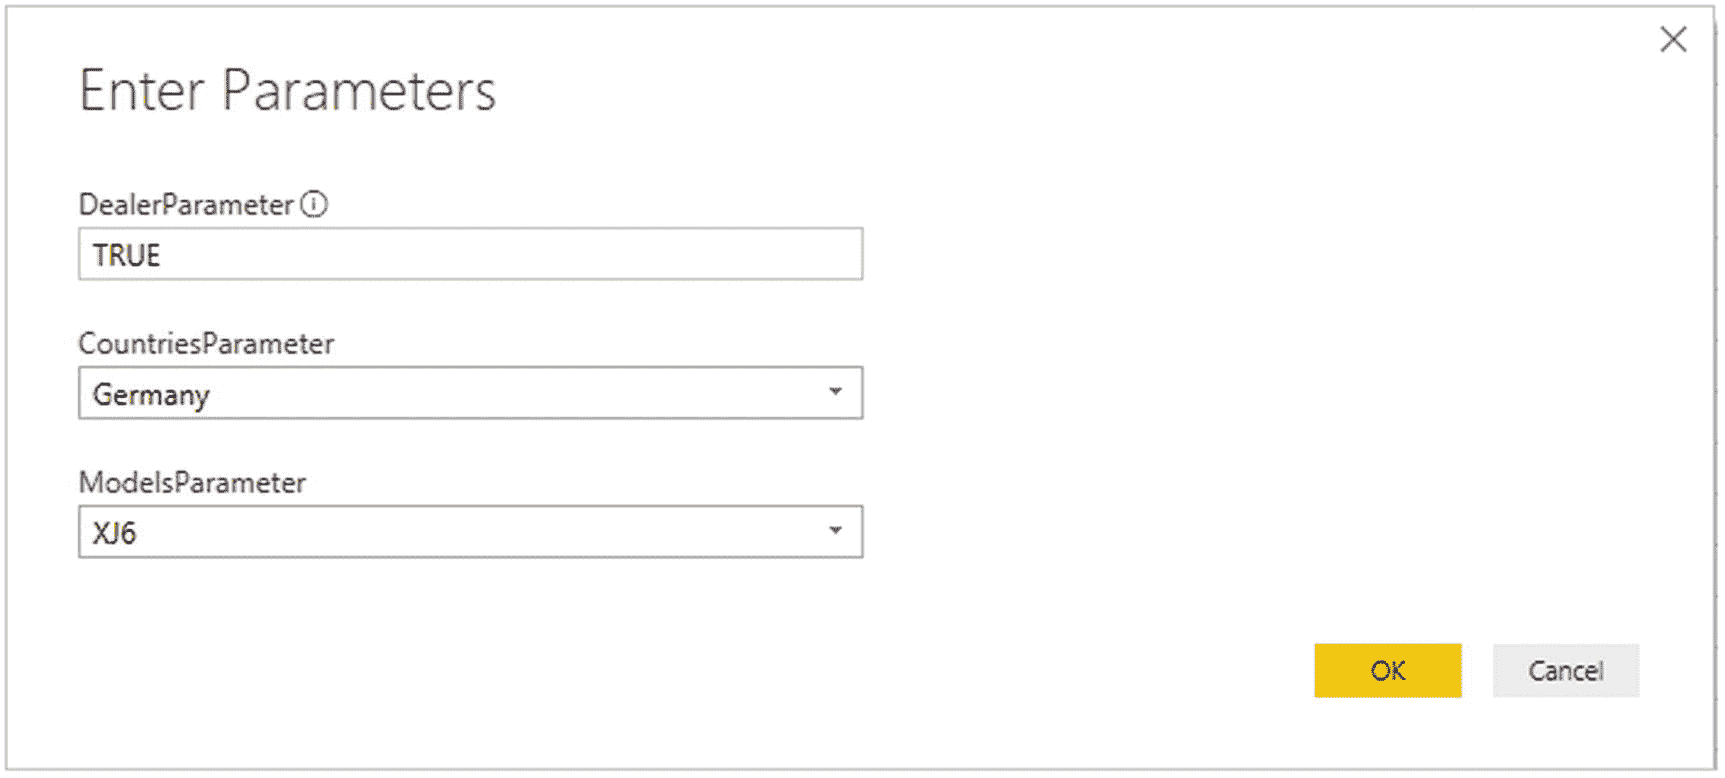 Enter Parameters
DealerParameter
TRUE
CountriesParameter
Germany
ModelsParameter
XJ6
OK
Cancel